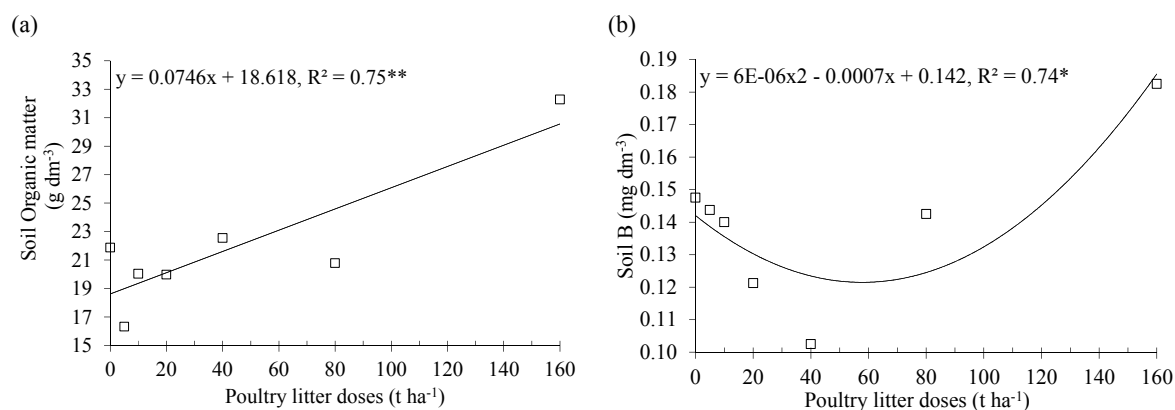 (a)
y = 0.0746x + 18.618, R² = 0.75**
Soil Organic matter
(g dm⁻³)
33
31
29
27
25
23
21
19
17
15
0 20 40 60 80 100 120 140 160
Poultry litter doses (t ha⁻¹)
(b)
y = 6E-06x2 - 0.0007x + 0.142, R² = 0.74*
Soil B (mg dm⁻³)
0.19
0.18
0.17
0.16
0.15
0.14
0.13
0.12
0.11
0.10
0 20 40 60 80 100 120 140 160
Poultry litter doses (t ha⁻¹)